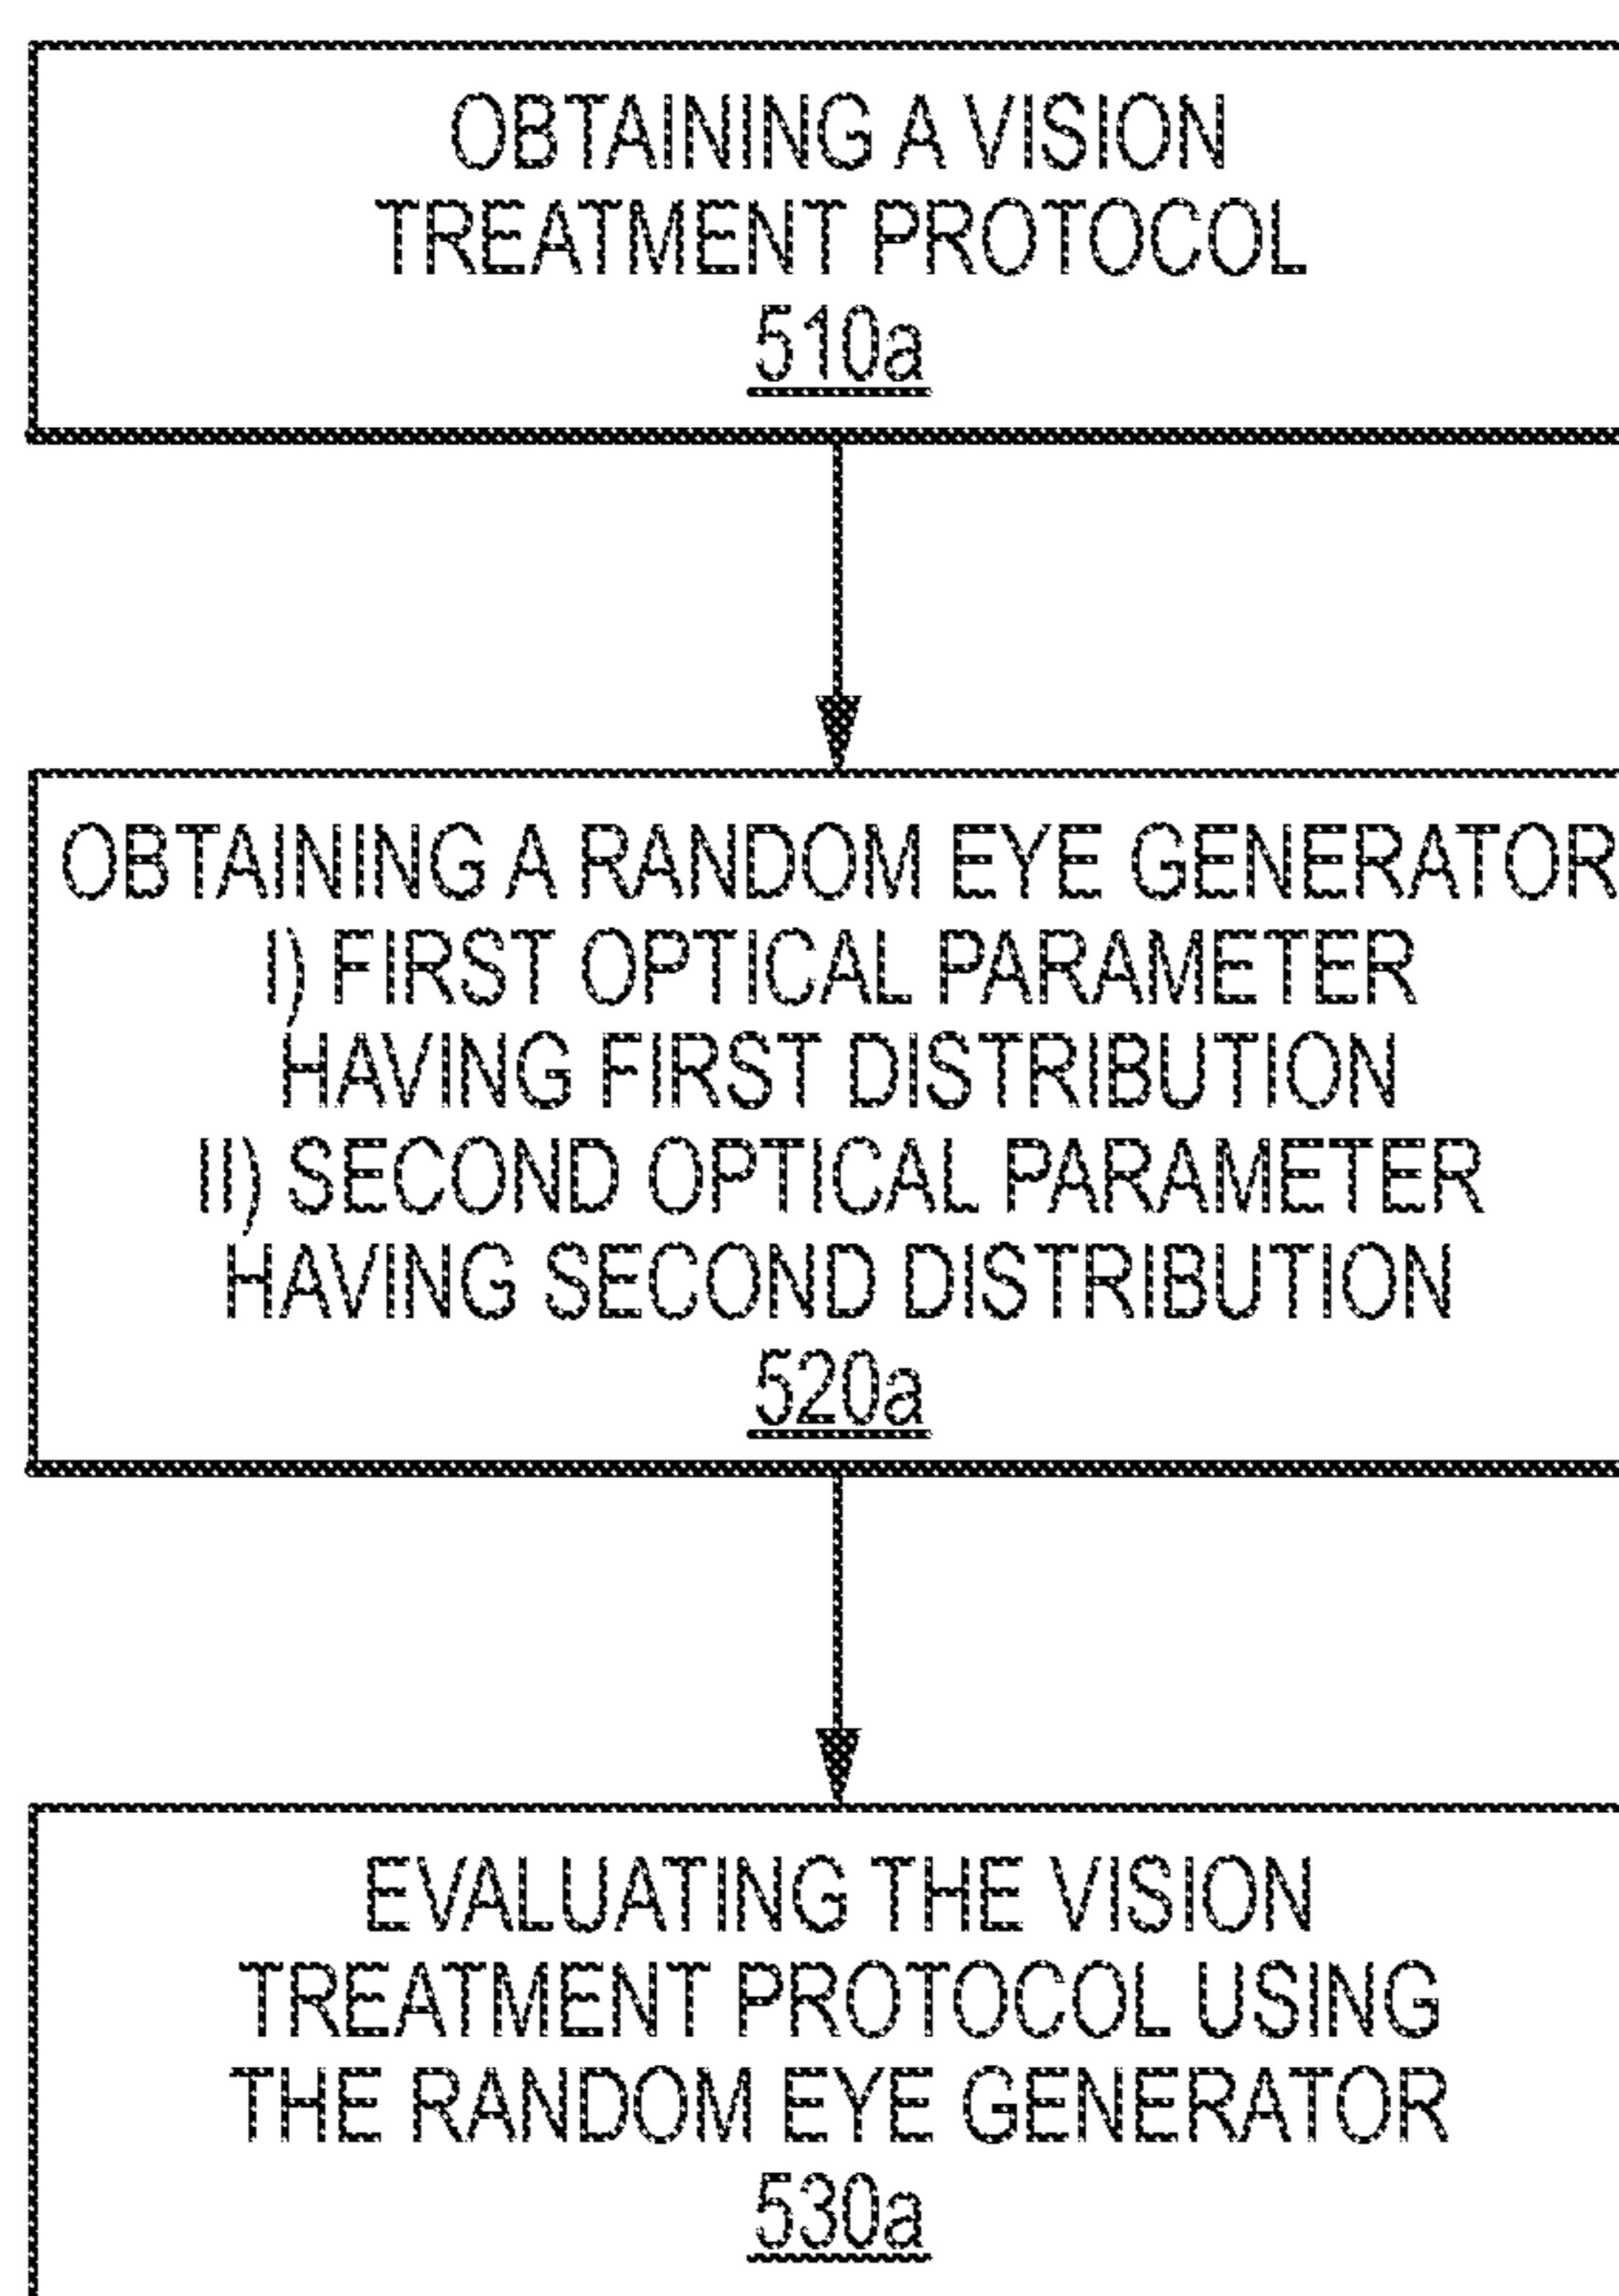 OBTAINING A VISION
TREATMENT PROTOCOL
510a
OBTAINING A RANDOM EYE GENERATOR
I) FIRST OPTICAL PARAMETER
HAVING FIRST DISTRIBUTION
II) SECOND OPTICAL PARAMETER
HAVING SECOND DISTRIBUTION
520a
EVALUATING THE VISION
TREATMENT PROTOCOL USING
THE RANDOM EYE GENERATOR
530a